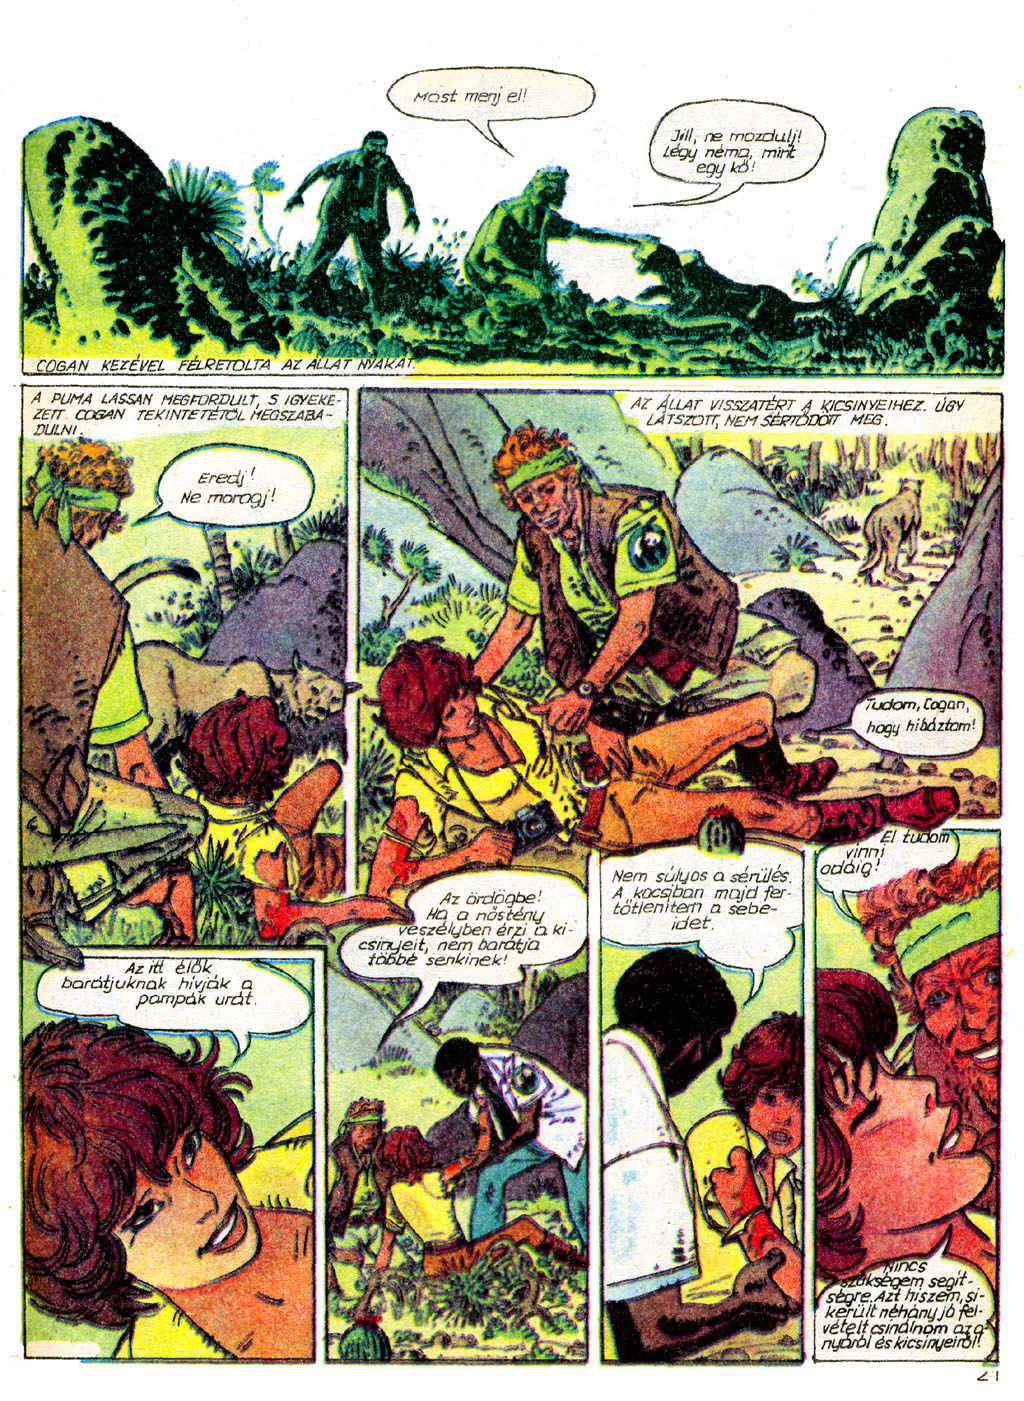 Most menj el!
Jill, ne mozdulj!
Légy néma, mint
egy kő!
COGAN KEZÉVEL FÉLRETOLTA AZ ÁLLAT NYAKÁT.
A PUMA LASSAN MEGFORDULT, S IGYEKE-
ZETT COGAN TEKINTETÉTŐL MEGSZABA-
DULNI.
Eredj!
Ne morogj!
AZ ÁLLAT VISSZATÉRT A KICSINYEIHEZ. ÚGY
LÁTSZOTT, NEM SÉRTŐDÖTT MEG.
Tudom, Cogan,
hogy hibáztam!
Az itt élők
barátjuknak hívják a
pampák urát.
Az ördögbe!
Ha a nőstény
veszélyben érzi a ki-
csinyeit, nem barátja
többé senkinek!
Nem súlyos a sérülés.
A kocsiban majd fer-
tőtlenítem a sebe-
idet.
El tudom
vinni
odáig!
Nincs
szükségem segít-
ségre. Azt hiszem, si-
került néhány jó fel-
vételt csinálnom az a-
nyáról és kicsinyeiről!
21